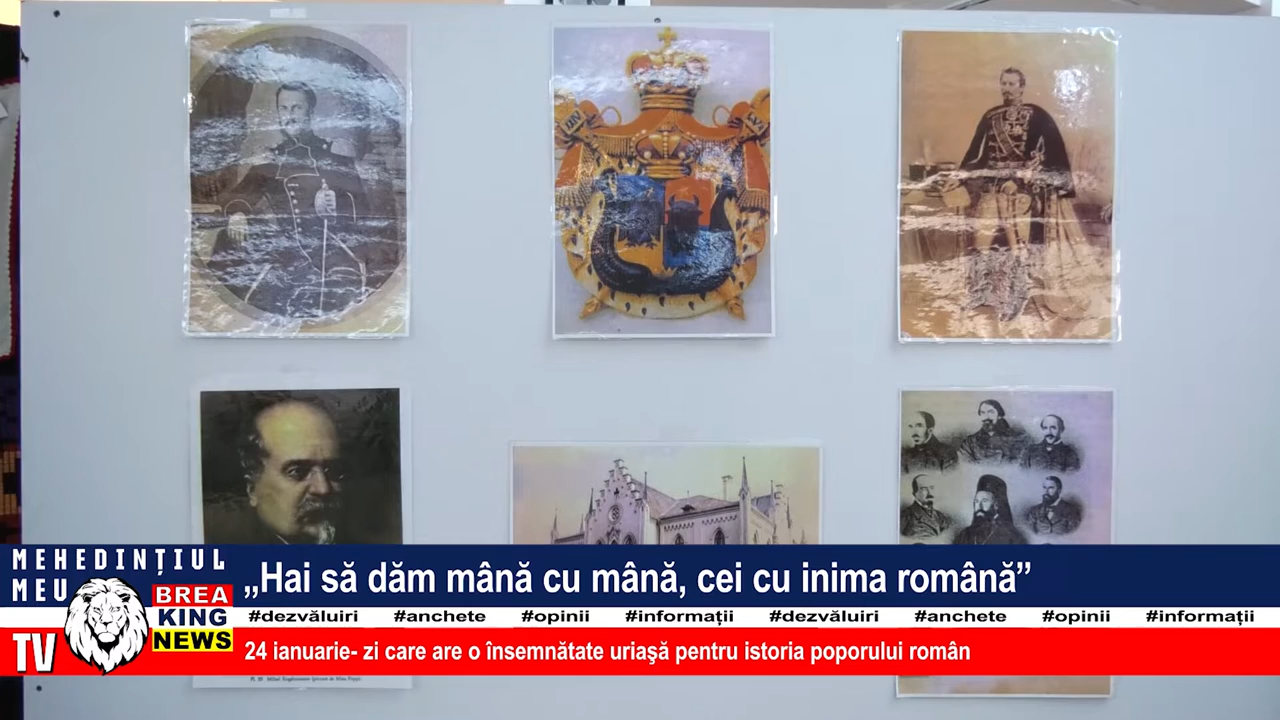 MEHEDINȚIUL
MEU
TV
BREA
KING
NEWS
„Hai să dăm mână cu mână, cei cu inima română”
#dezvăluiri #anchete #opinii #informații #dezvăluiri #anchete #opinii #informații
24 ianuarie- zi care are o însemnătate uriaşă pentru istoria poporului român